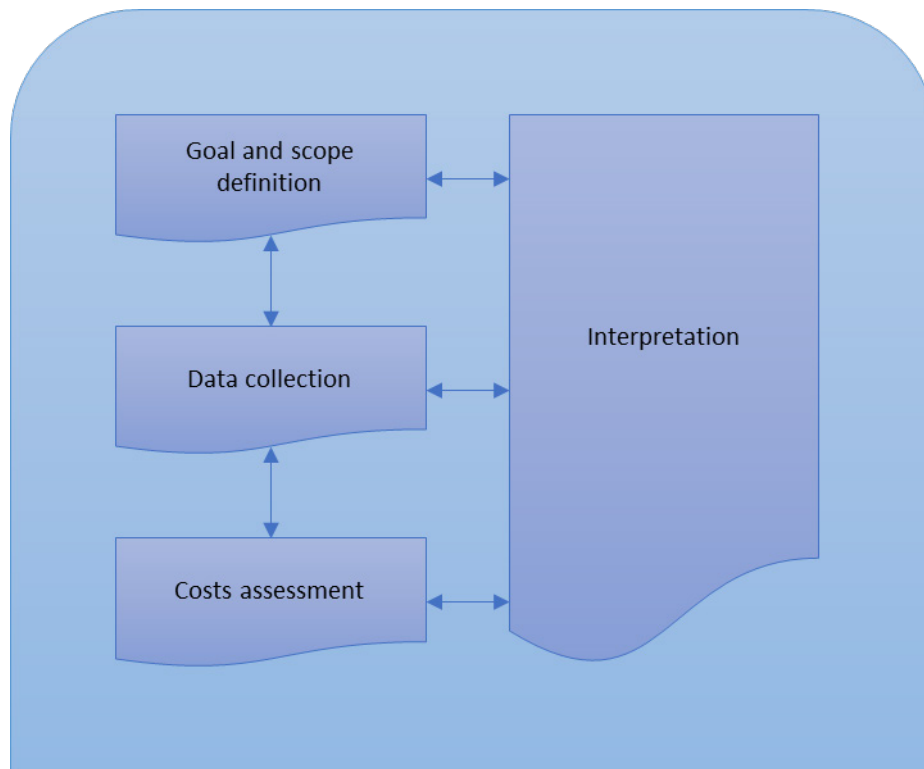 Goal and scope
definition
Interpretation
Data collection
Costs assessment